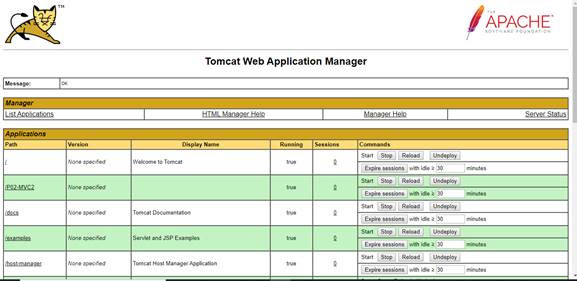 TM
THE
APACHE
SOFTWARE FOUNDATION
Tomcat Web Application Manager
Message: OK
Manager
List Applications HTML Manager Help Manager Help Server Status
Applications
Path Version Display Name Running Sessions Commands
/ None specified Welcome to Tomcat true 0 Start Stop Reload Undeploy
Expire sessions with idle ≥ 30 minutes
/P02-MVC2 None specified true 0 Start Stop Reload Undeploy
Expire sessions with idle ≥ 30 minutes
/docs None specified Tomcat Documentation true 0 Start Stop Reload Undeploy
Expire sessions with idle ≥ 30 minutes
/examples None specified Servlet and JSP Examples true 0 Start Stop Reload Undeploy
Expire sessions with idle ≥ 30 minutes
/host-manager None specified Tomcat Host Manager Application true 0 Start Stop Reload Undeploy
Expire sessions with idle ≥ 30 minutes